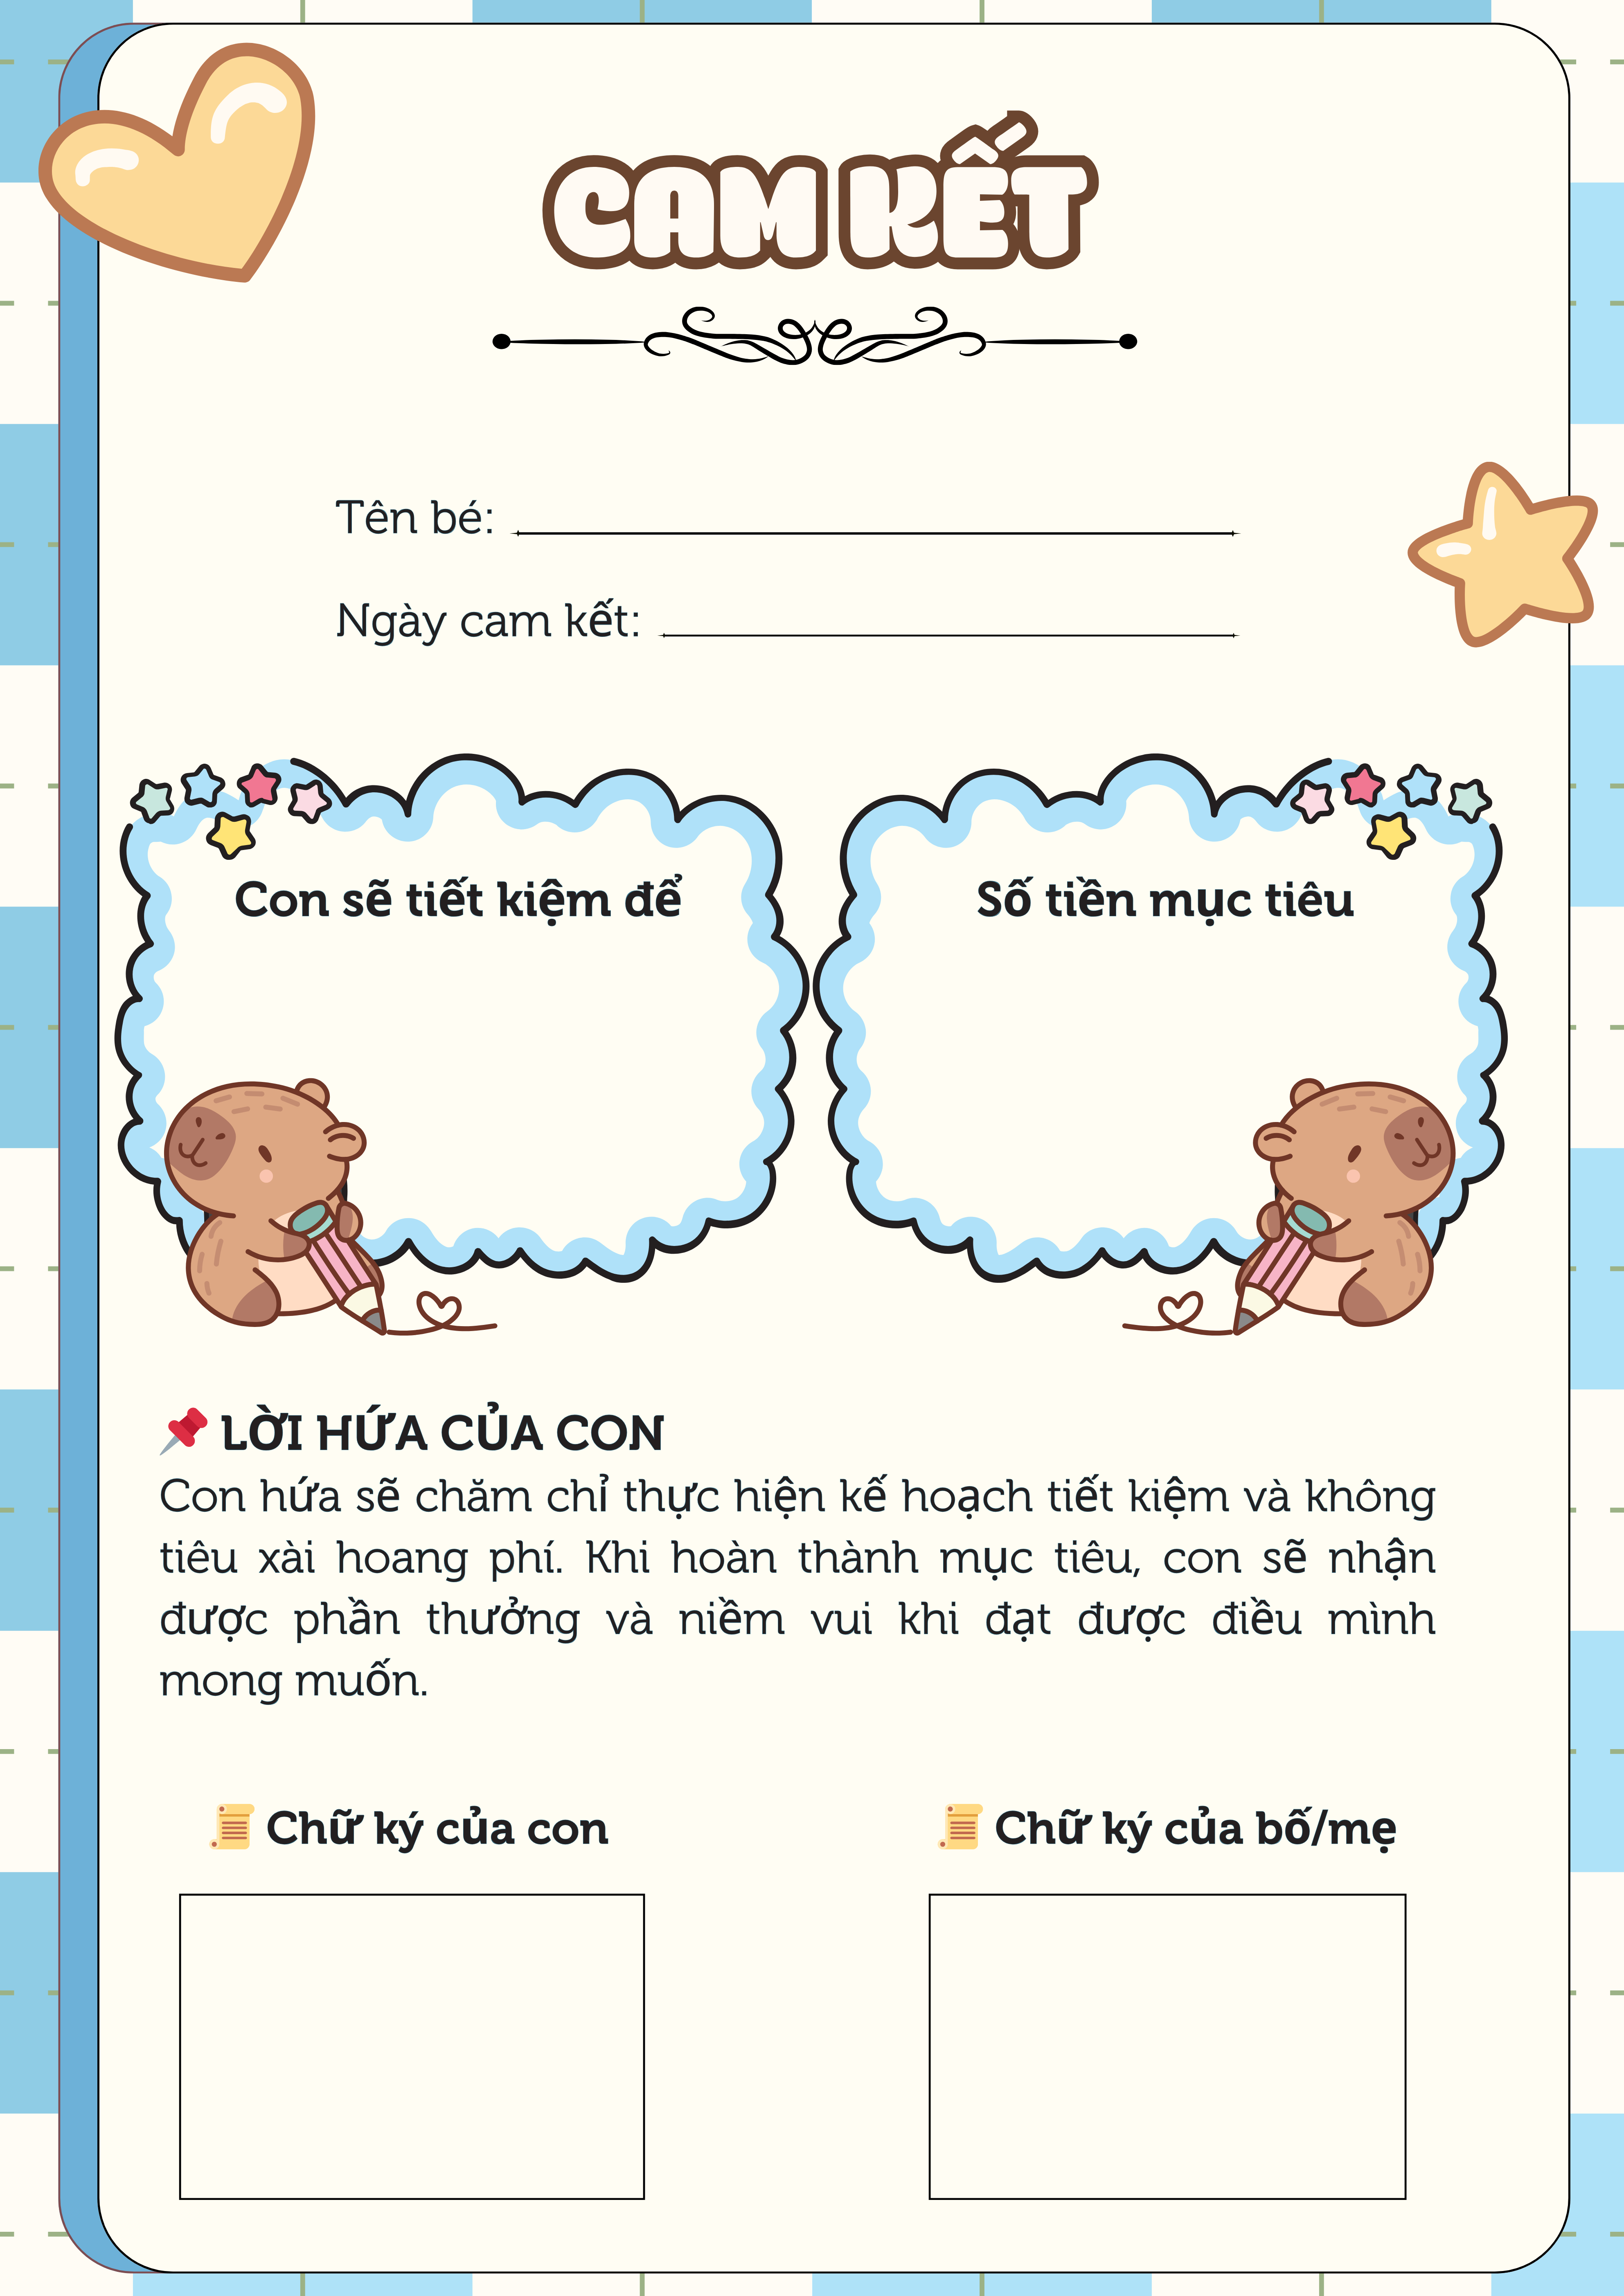 CAM KẾT
Tên bé:
Ngày cam kết:
Con sẽ tiết kiệm để
Số tiền mục tiêu
LỜI HỨA CỦA CON
Con hứa sẽ chăm chỉ thực hiện kế hoạch tiết kiệm và không
tiêu xài hoang phí. Khi hoàn thành mục tiêu, con sẽ nhận
được phần thưởng và niềm vui khi đạt được điều mình
mong muốn.
Chữ ký của con
Chữ ký của bố/mẹ